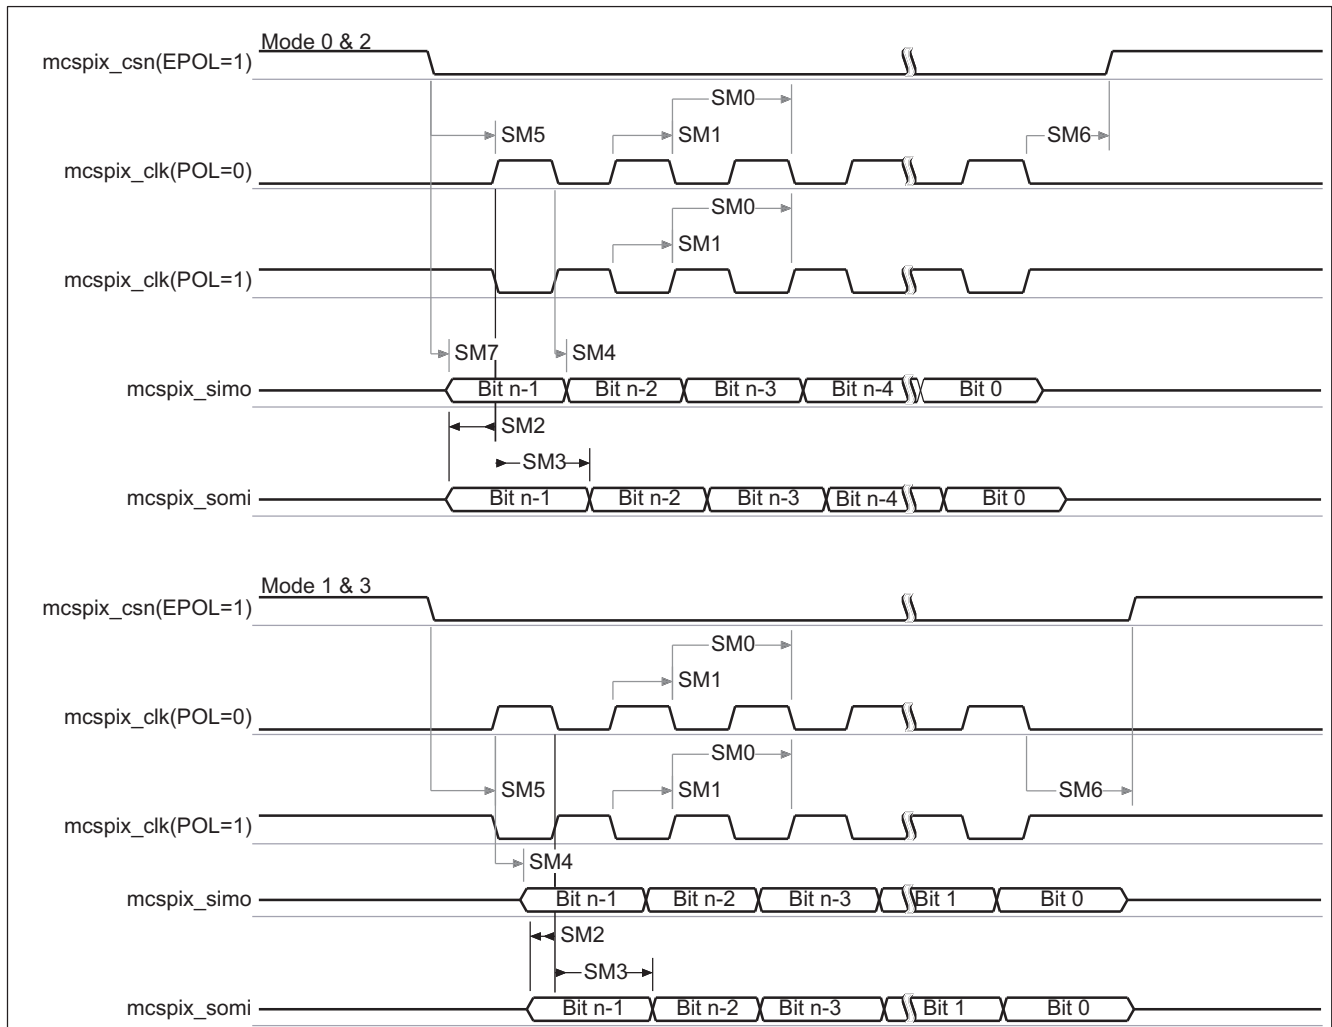 Mode 0 & 2
mcspix_csn(EPOL=1)
SM0
SM5 SM1 SM6
mcspix_clk(POL=0)
SM0
SM1
mcspix_clk(POL=1)
SM7 SM4
mcspix_simo Bit n-1 Bit n-2 Bit n-3 Bit n-4 Bit 0
SM2
SM3
mcspix_somi Bit n-1 Bit n-2 Bit n-3 Bit n-4 Bit 0
Mode 1 & 3
mcspix_csn(EPOL=1)
SM0
SM1
mcspix_clk(POL=0)
SM0
SM5 SM1 SM6
mcspix_clk(POL=1)
SM4
mcspix_simo Bit n-1 Bit n-2 Bit n-3 Bit 1 Bit 0
SM2
SM3
mcspix_somi Bit n-1 Bit n-2 Bit n-3 Bit 1 Bit 0